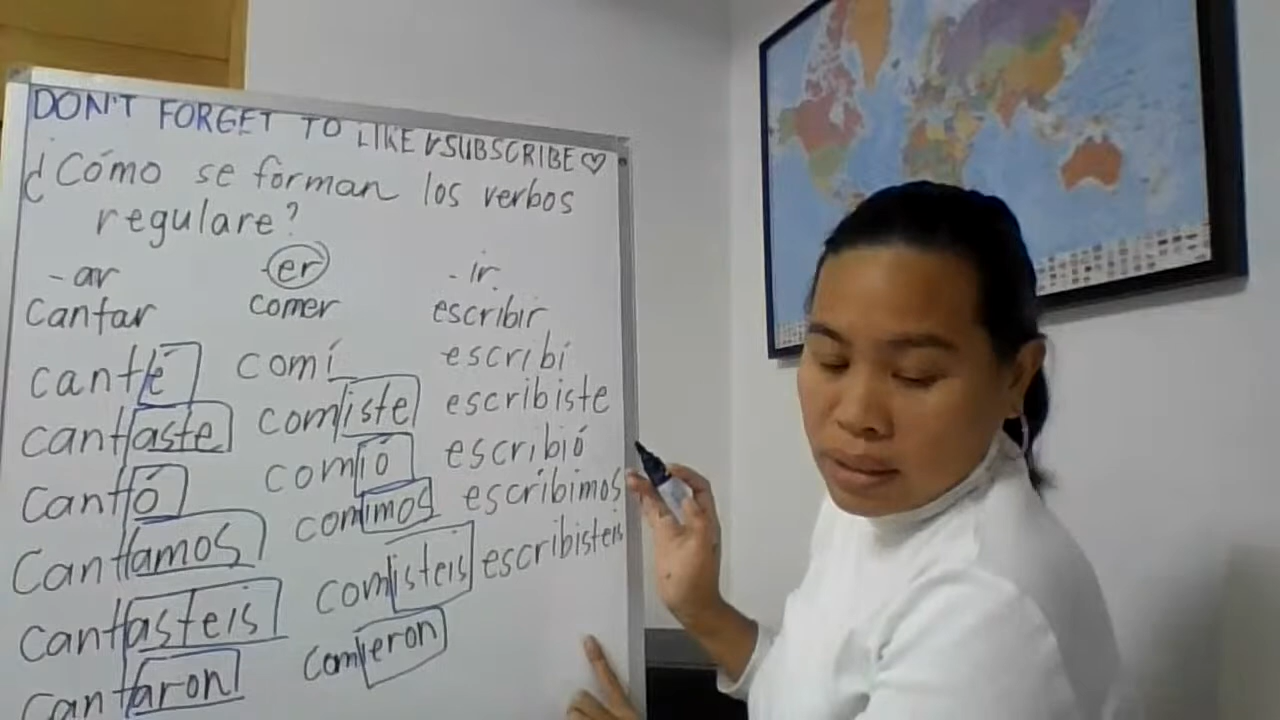 DON'T FORGET TO LIKE & SUBSCRIBE ♡
¿Cómo se forman los verbos
regulare?
-ar -er -ir
Cantar comer escribir
canté comí escribí
cantaste comiste escribiste
cantó comió escribió
Cantamos comimos escribimos
cantasteis comisteis escribisteis
cantaron comieron